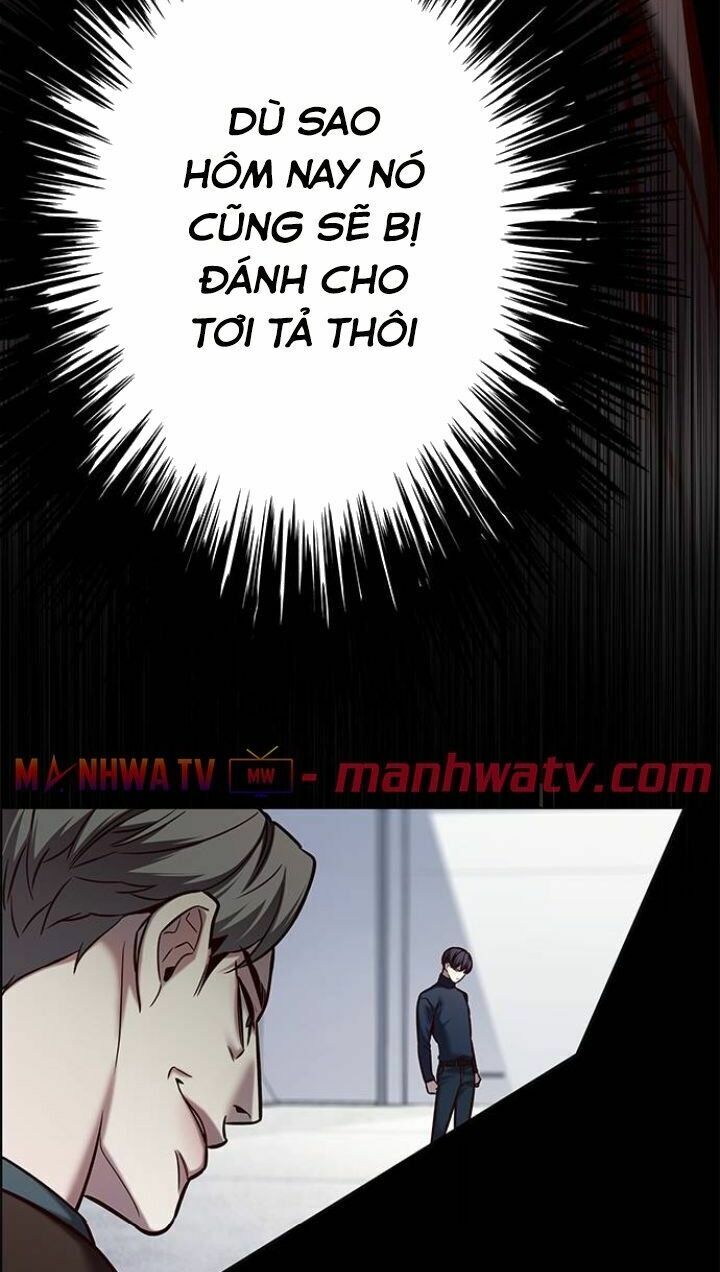 DÙ SAO
HÔM NAY NÓ
CŨNG SẼ BỊ
ĐÁNH CHO
TƠI TẢ THÔI
MANHWA TV MW - manhwatv.com